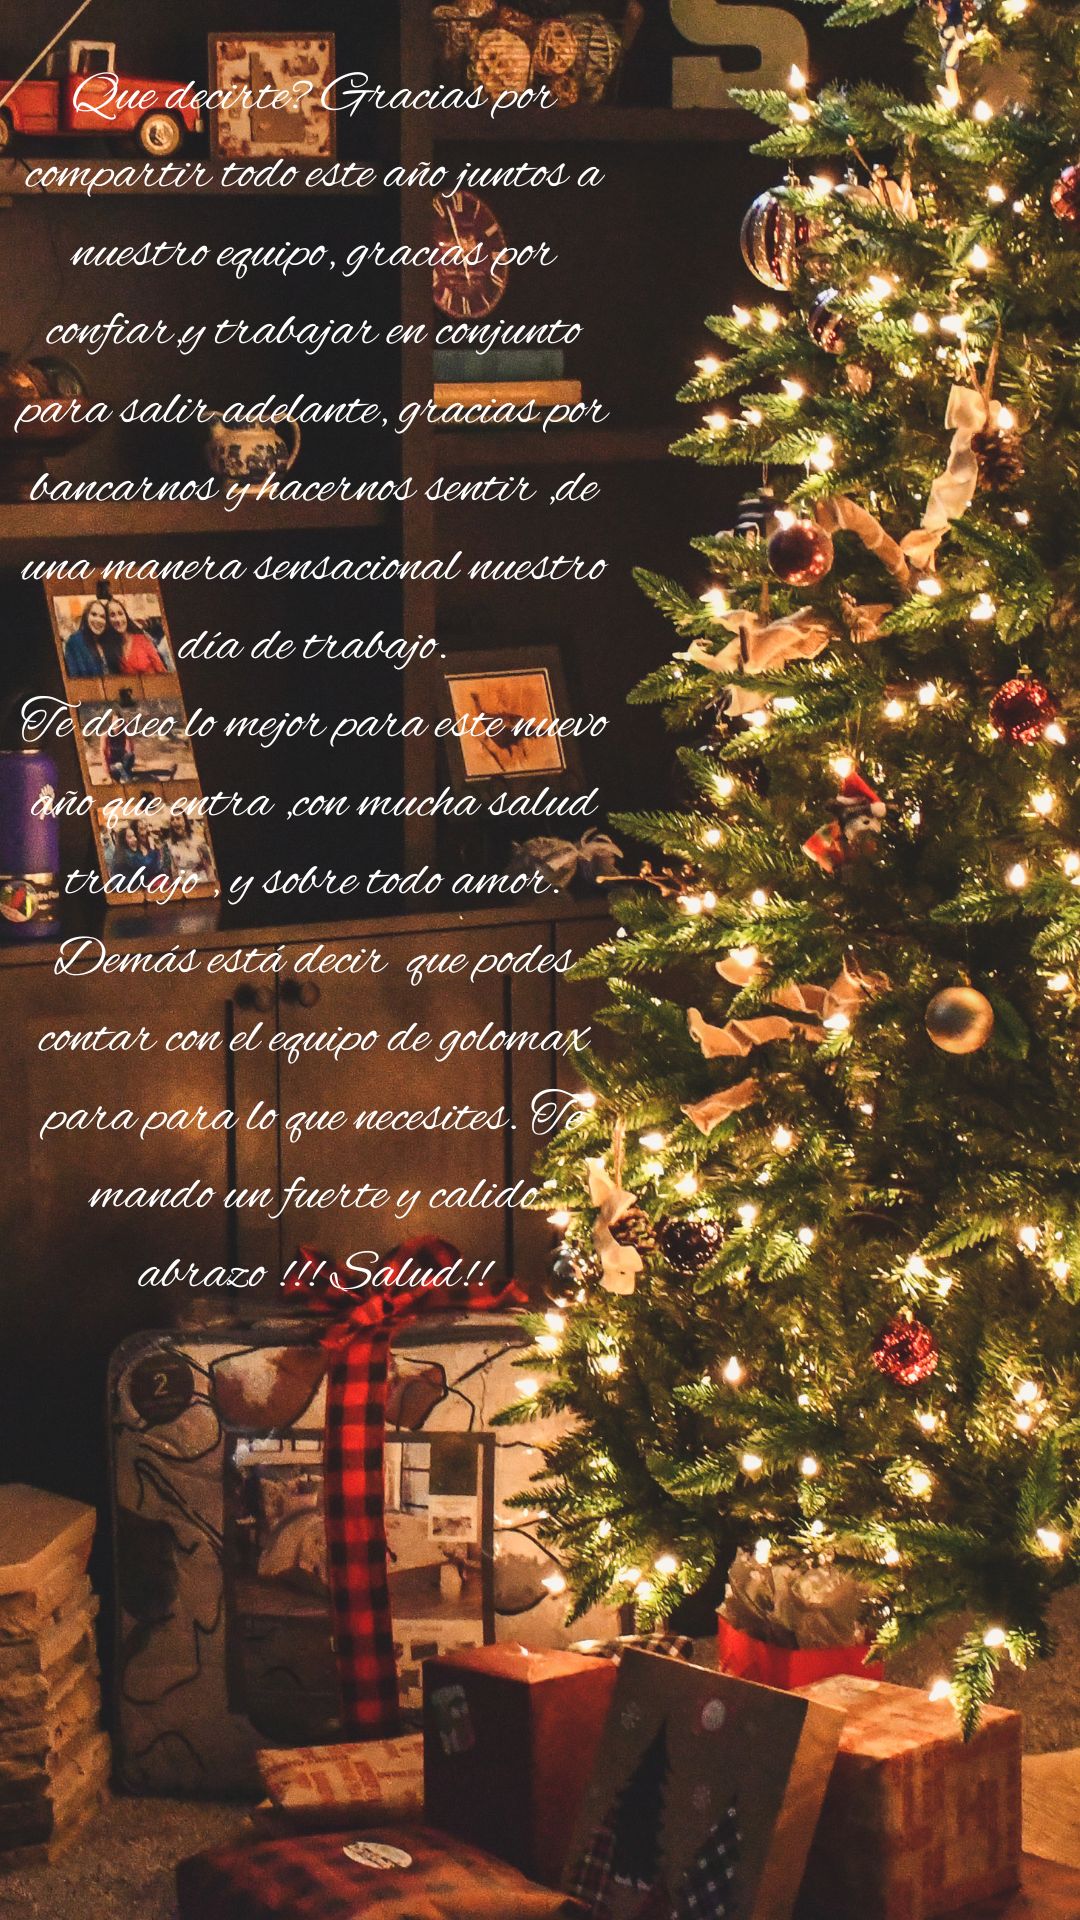 Que decirte? Gracias por
compartir todo este año juntos a
nuestro equipo, gracias por
confiar,y trabajar en conjunto
para salir adelante, gracias por
bancarnos y hacernos sentir ,de
una manera sensacional nuestro
día de trabajo.
Te deseo lo mejor para este nuevo
año que entra ,con mucha salud
trabajo , y sobre todo amor.
Demás está decir  que podes
contar con el equipo de golomax
para para lo que necesites. Te
mando un fuerte y calido
abrazo !!! Salud!!
S
2